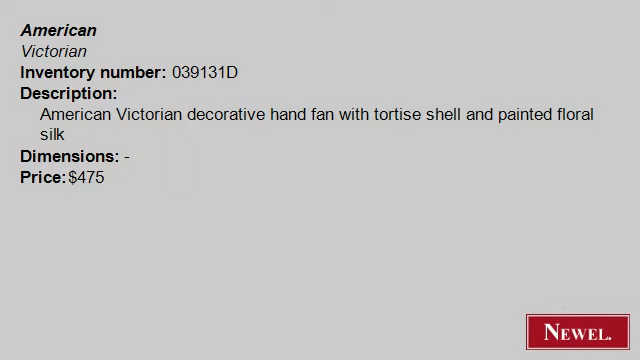 American
Victorian
Inventory number: 039131D
Description:
American Victorian decorative hand fan with tortise shell and painted floral
silk
Dimensions: -
Price:$475
NEWEL.